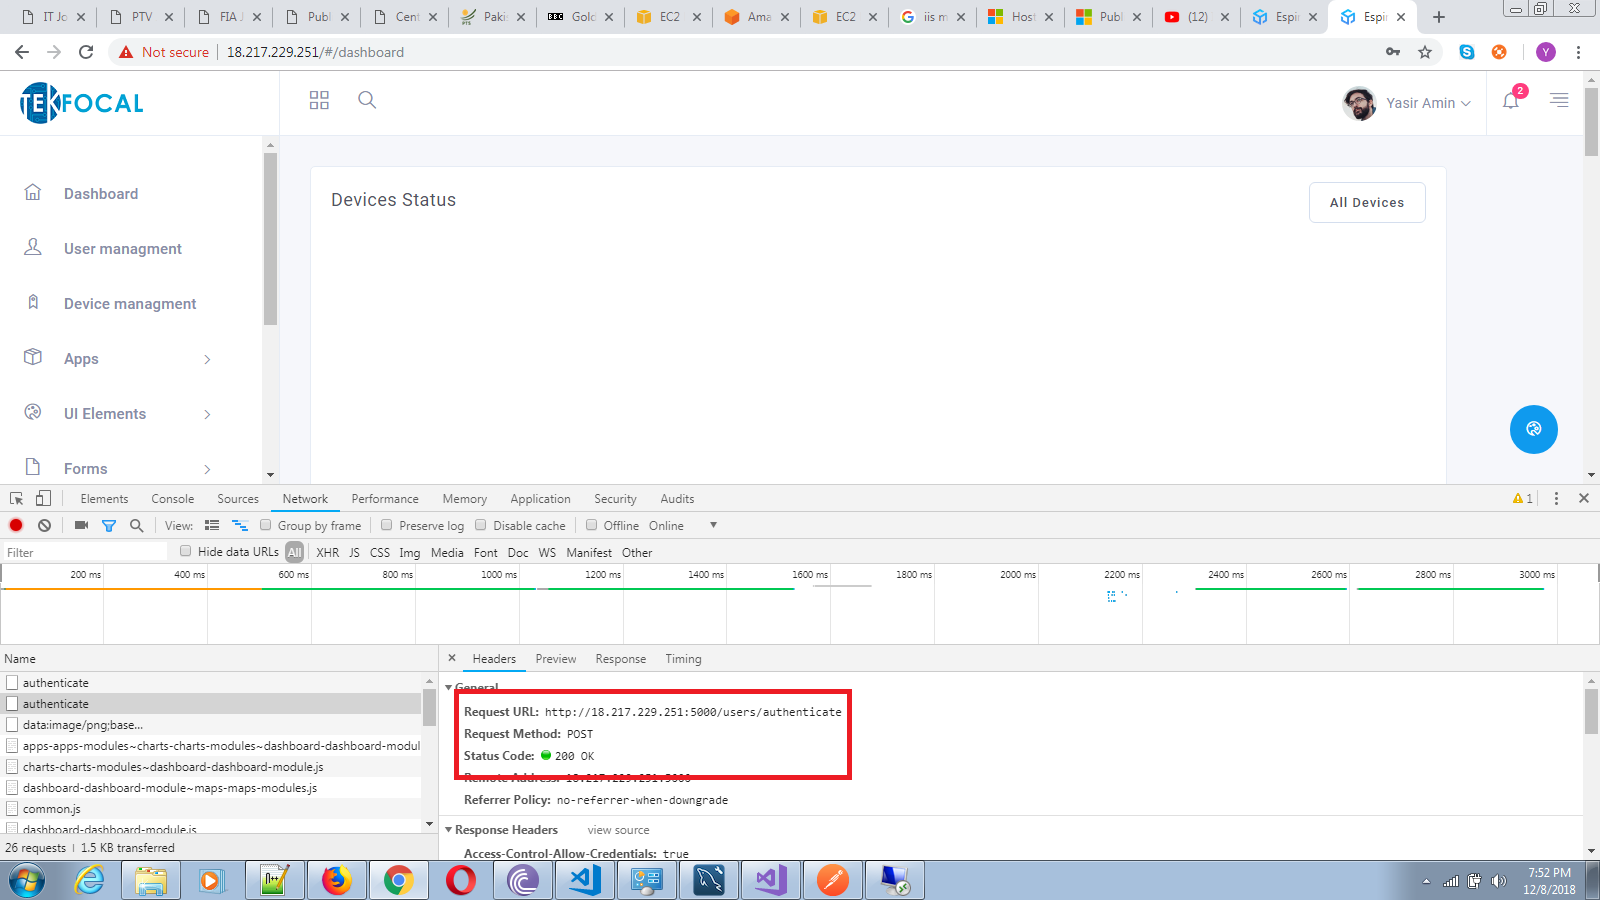 IT Jo
PTV
FIA J
Publ
Cent
Pakis
BBC Gold
EC2
Ama
EC2
iis m
Host
Publ
(12)
Espin
Espin
Not secure 18.217.229.251/#/dashboard
Y
TEKFOCAL
Yasir Amin
2
Dashboard
User managment
Device managment
Apps
UI Elements
Forms
Devices Status
All Devices
Elements Console Sources Network Performance Memory Application Security Audits 1
View: Group by frame Preserve log Disable cache Offline Online
Filter Hide data URLs All XHR JS CSS Img Media Font Doc WS Manifest Other
200 ms 400 ms 600 ms 800 ms 1000 ms 1200 ms 1400 ms 1600 ms 1800 ms 2000 ms 2200 ms 2400 ms 2600 ms 2800 ms 3000 ms
Name
authenticate
authenticate
data:image/png;base...
apps-apps-modules~charts-charts-modules~dashboard-dashboard-modul
charts-charts-modules~dashboard-dashboard-module.js
dashboard-dashboard-module~maps-maps-modules.js
common.js
dashboard-dashboard-module.js
26 requests 1.5 KB transferred
Headers Preview Response Timing
General
Request URL: http://18.217.229.251:5000/users/authenticate
Request Method: POST
Status Code: 200 OK
Remote Address: 18.217.229.251:5000
Referrer Policy: no-referrer-when-downgrade
Response Headers view source
Access-Control-Allow-Credentials: true
7:52 PM
12/8/2018